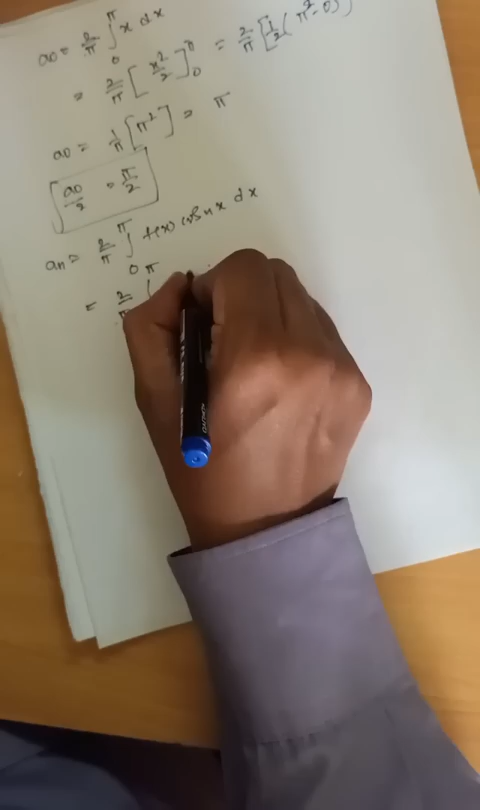 a0 = 2/π ∫₀^π x dx
= 2/π [x²/2]₀^π = 2/π [1/2 (π² - 0)]
a0 = 1/π [π²] = π
[a0/2 = π/2]
an = 2/π ∫₀^π f(x) cos nx dx
= 2/π ∫^π